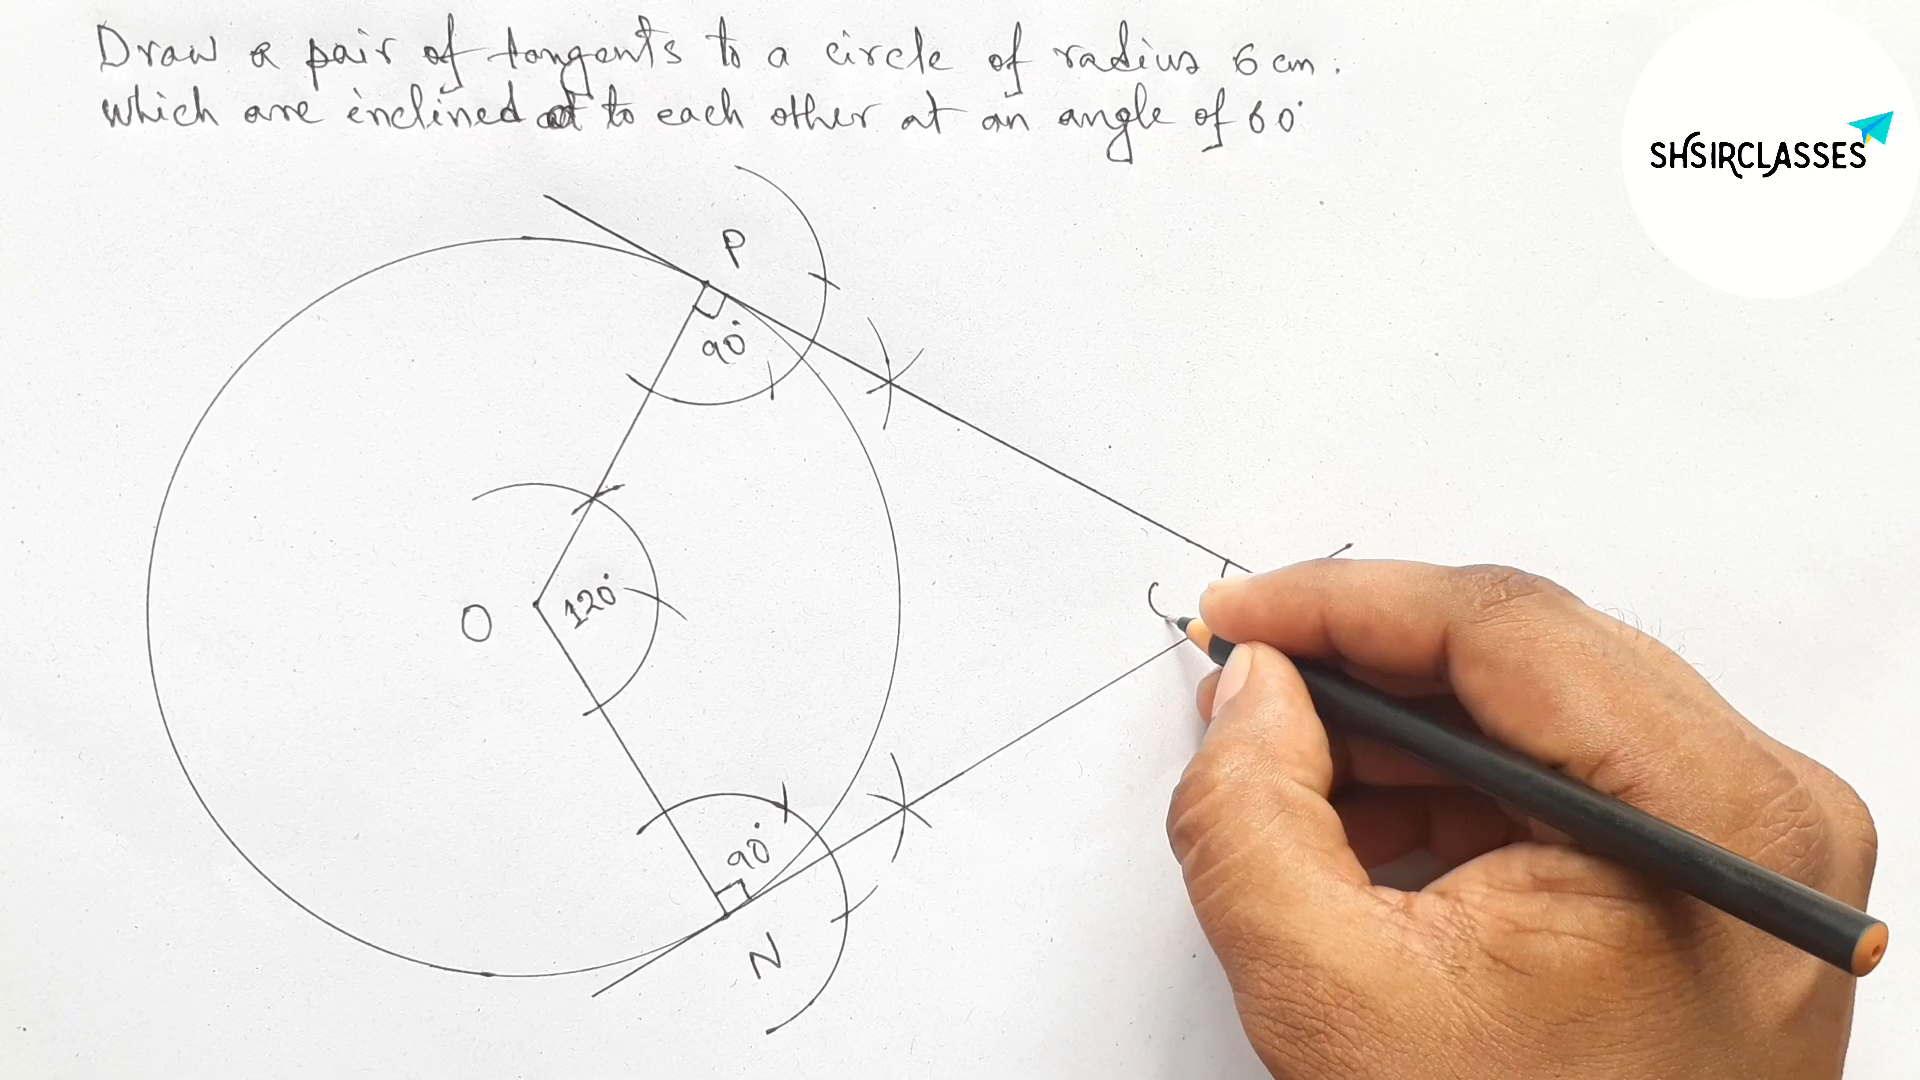 Draw a pair of tangents to a circle of radius 6 cm.
which are inclined to each other at an angle of 60°
SHSIRCLASSES
P
90°
120°
O
90°
N